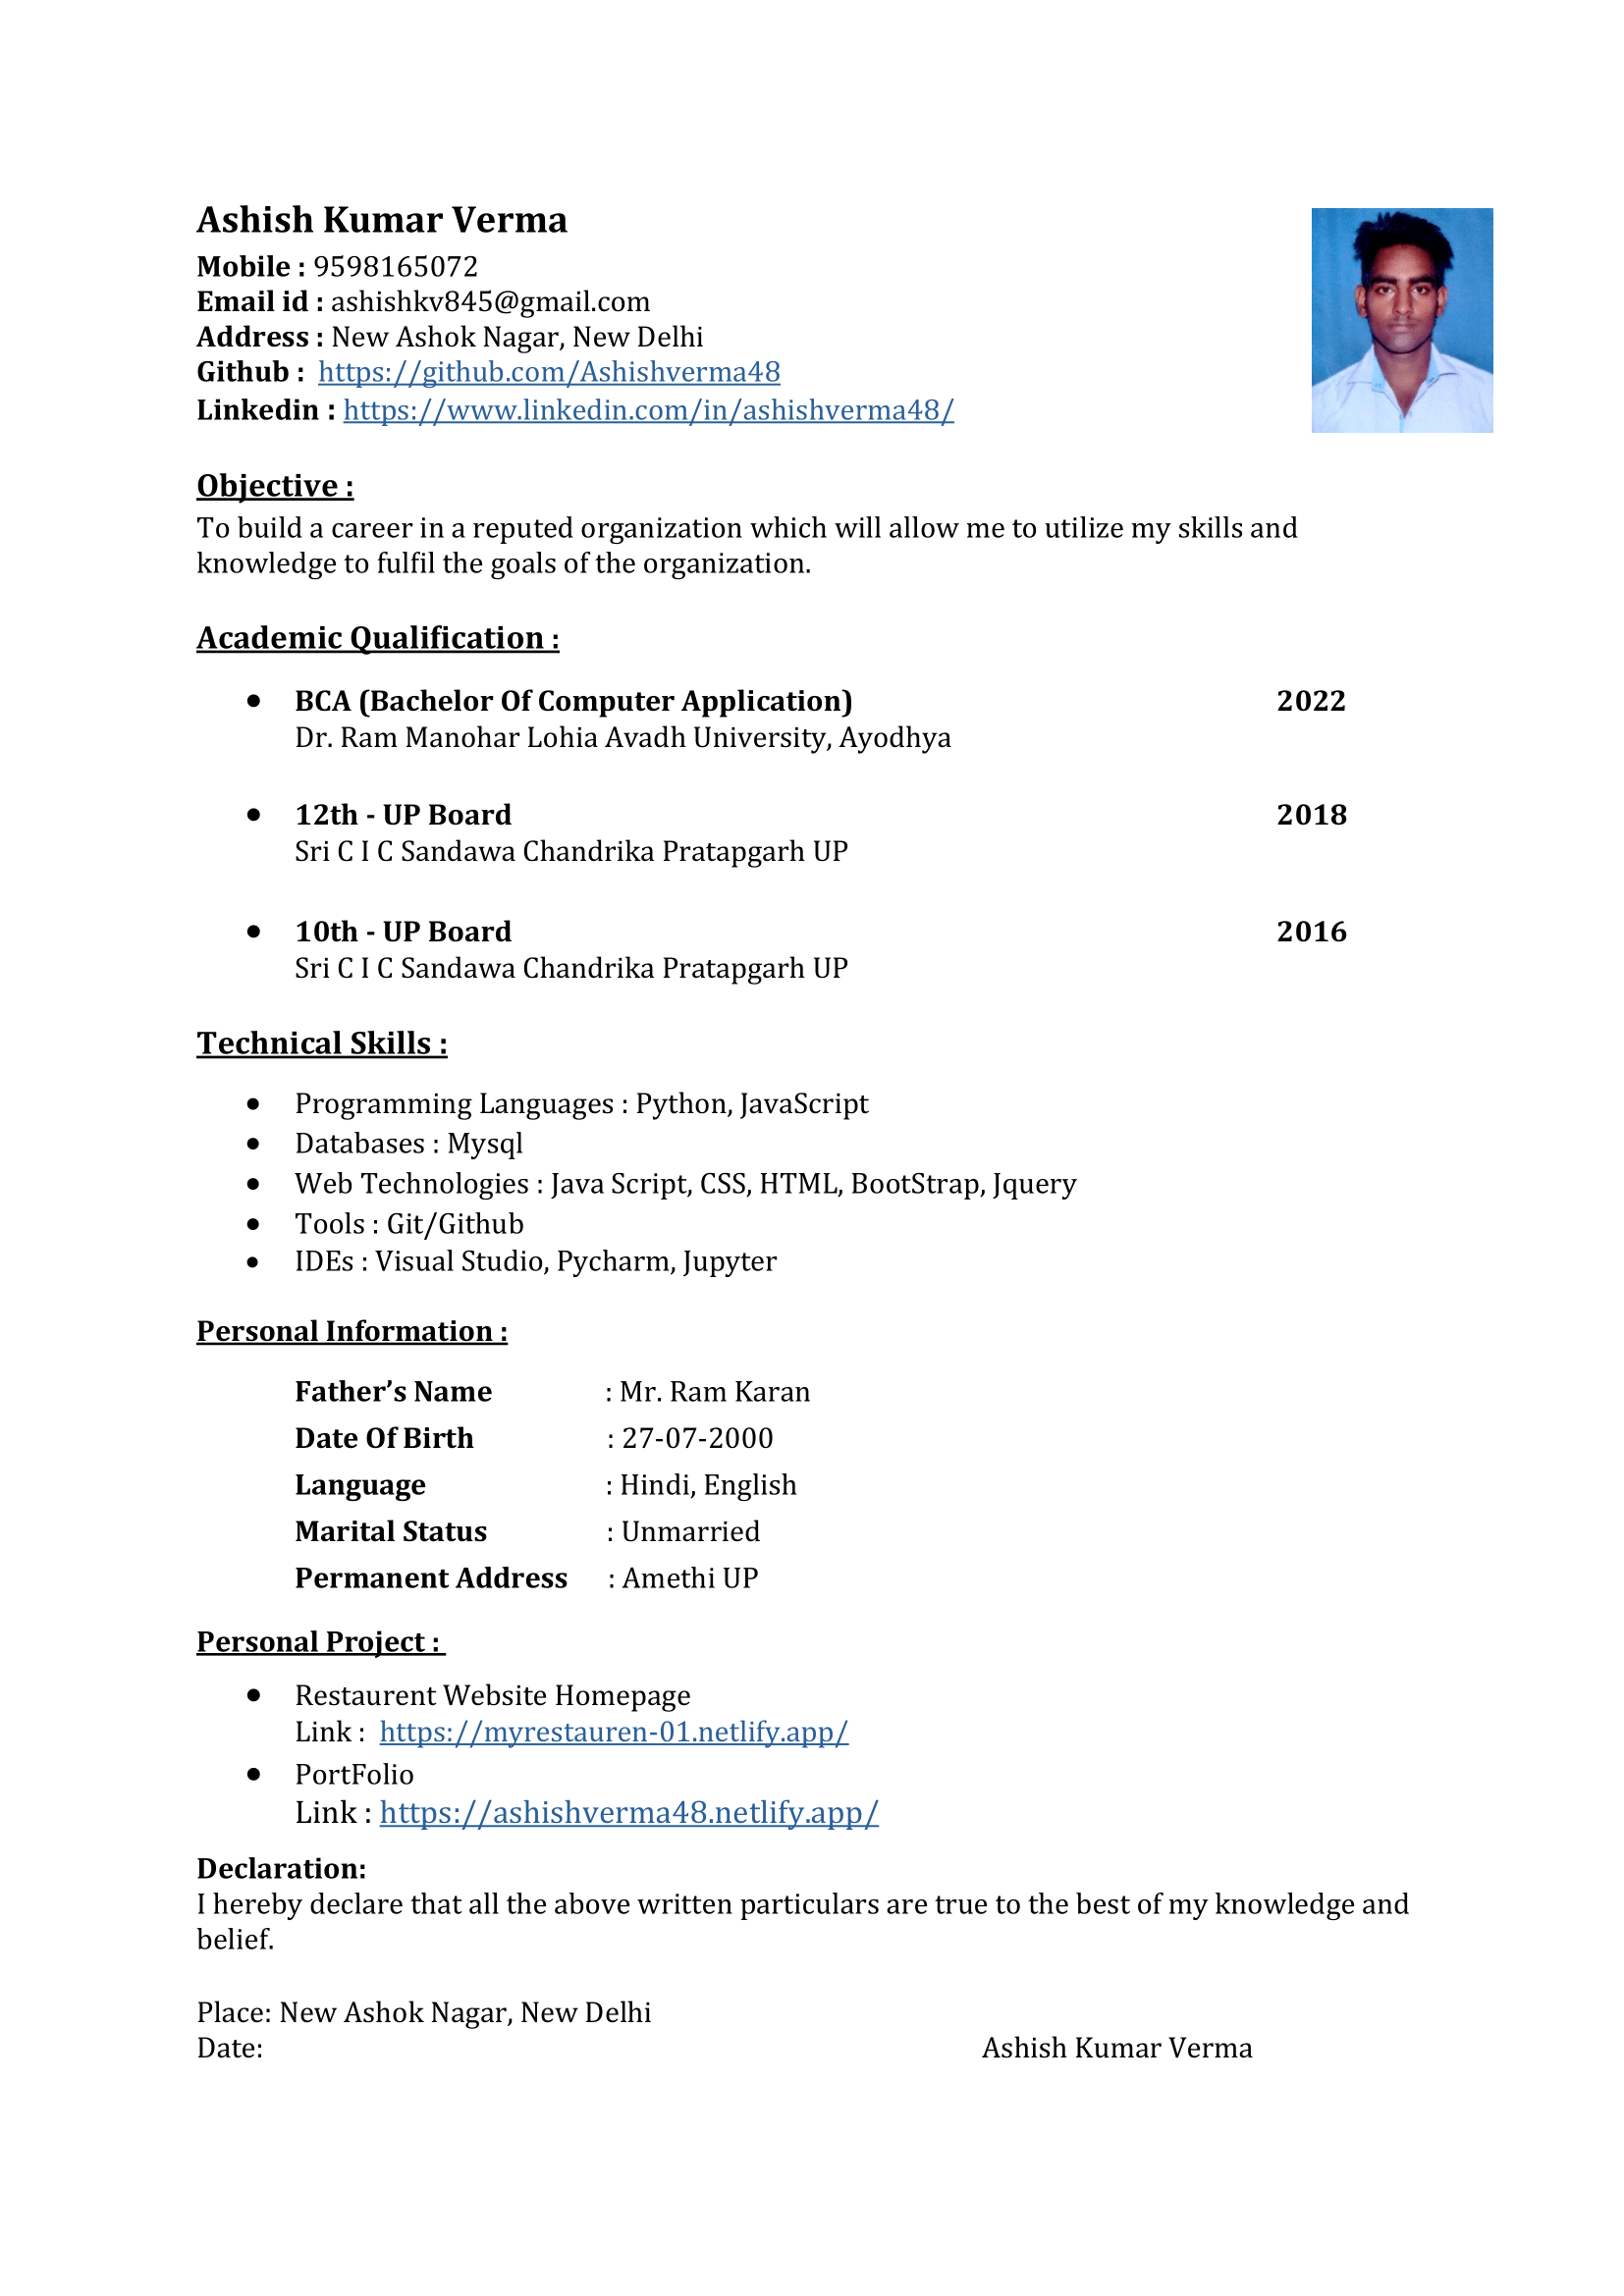 Ashish Kumar Verma
Mobile : 9598165072
Email id : ashishkv845@gmail.com
Address : New Ashok Nagar, New Delhi
Github : https://github.com/Ashishverma48
Linkedin : https://www.linkedin.com/in/ashishverma48/
Objective :
To build a career in a reputed organization which will allow me to utilize my skills and
knowledge to fulfil the goals of the organization.
Academic Qualification :
• BCA (Bachelor Of Computer Application) 2022
Dr. Ram Manohar Lohia Avadh University, Ayodhya
• 12th - UP Board 2018
Sri C I C Sandawa Chandrika Pratapgarh UP
• 10th - UP Board 2016
Sri C I C Sandawa Chandrika Pratapgarh UP
Technical Skills :
• Programming Languages : Python, JavaScript
• Databases : Mysql
• Web Technologies : Java Script, CSS, HTML, BootStrap, Jquery
• Tools : Git/Github
• IDEs : Visual Studio, Pycharm, Jupyter
Personal Information :
Father’s Name : Mr. Ram Karan
Date Of Birth : 27-07-2000
Language : Hindi, English
Marital Status : Unmarried
Permanent Address : Amethi UP
Personal Project :
• Restaurent Website Homepage
Link : https://myrestauren-01.netlify.app/
• PortFolio
Link : https://ashishverma48.netlify.app/
Declaration:
I hereby declare that all the above written particulars are true to the best of my knowledge and
belief.
Place: New Ashok Nagar, New Delhi
Date: Ashish Kumar Verma